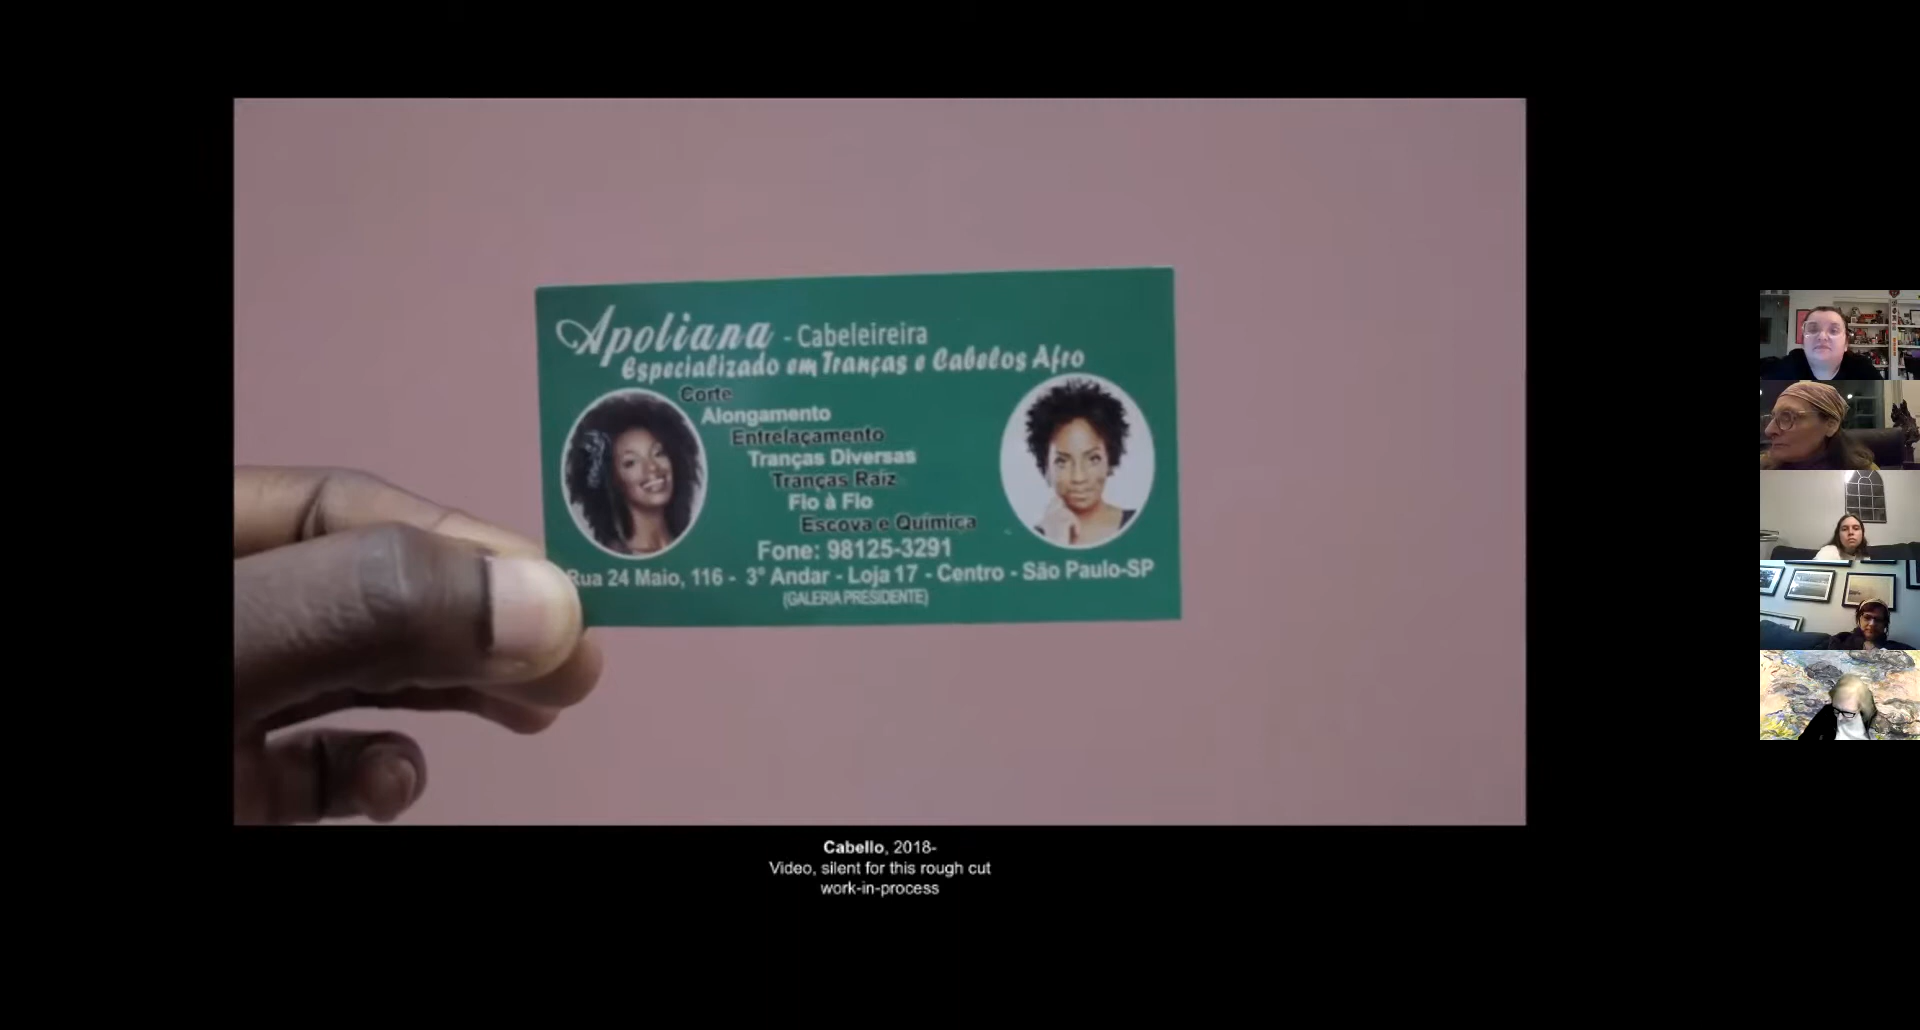 Apoliana - Cabeleireira
Especializado em Tranças e Cabelos Afro
Corte
Alongamento
Entrelaçamento
Tranças Diversas
Tranças Raiz
Fio à Fio
Escova e Química
Fone: 98125-3291
Rua 24 Maio, 116 - 3º Andar - Loja 17 - Centro - São Paulo-SP
(GALERIA PRESIDENTE)
Cabello, 2018-
Video, silent for this rough cut
work-in-process